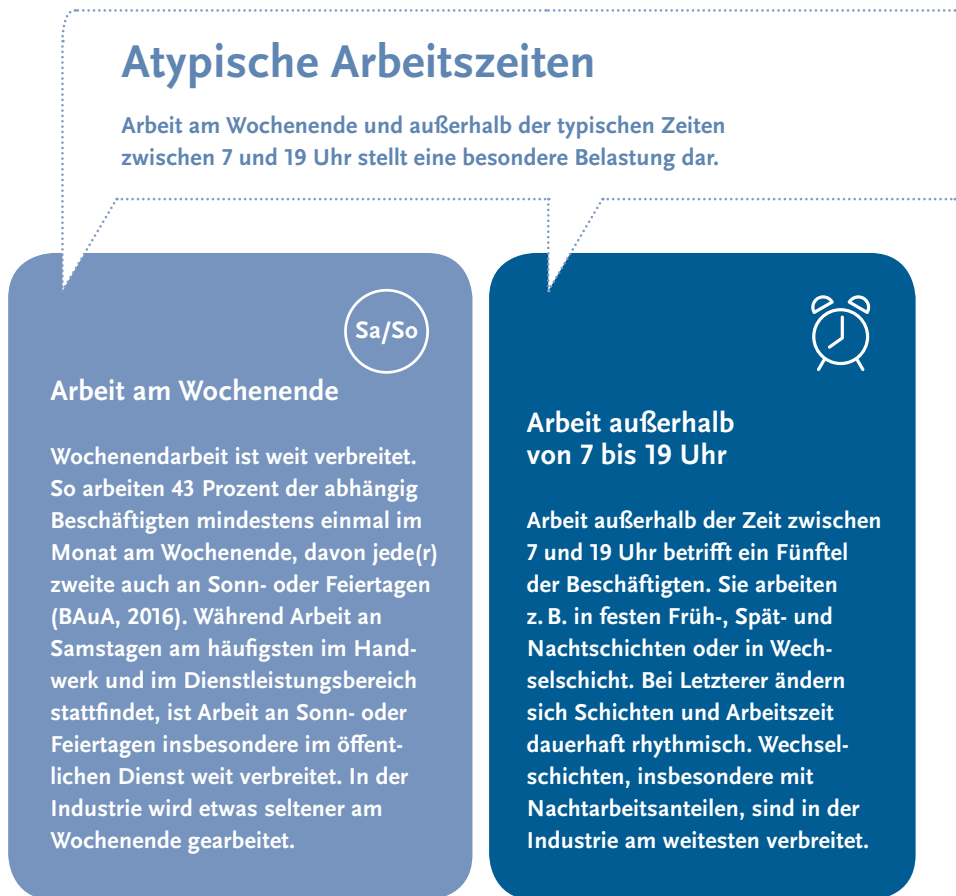 Atypische Arbeitszeiten
Arbeit am Wochenende und außerhalb der typischen Zeiten
zwischen 7 und 19 Uhr stellt eine besondere Belastung dar.
Sa/So
Arbeit am Wochenende
Wochenendarbeit ist weit verbreitet.
So arbeiten 43 Prozent der abhängig
Beschäftigten mindestens einmal im
Monat am Wochenende, davon jede(r)
zweite auch an Sonn- oder Feiertagen
(BAuA, 2016). Während Arbeit an
Samstagen am häufigsten im Hand-
werk und im Dienstleistungsbereich
stattfindet, ist Arbeit an Sonn- oder
Feiertagen insbesondere im öffent-
lichen Dienst weit verbreitet. In der
Industrie wird etwas seltener am
Wochenende gearbeitet.
Arbeit außerhalb
von 7 bis 19 Uhr
Arbeit außerhalb der Zeit zwischen
7 und 19 Uhr betrifft ein Fünftel
der Beschäftigten. Sie arbeiten
z. B. in festen Früh-, Spät- und
Nachtschichten oder in Wech-
selschicht. Bei Letzterer ändern
sich Schichten und Arbeitszeit
dauerhaft rhythmisch. Wechsel-
schichten, insbesondere mit
Nachtarbeitsanteilen, sind in der
Industrie am weitesten verbreitet.